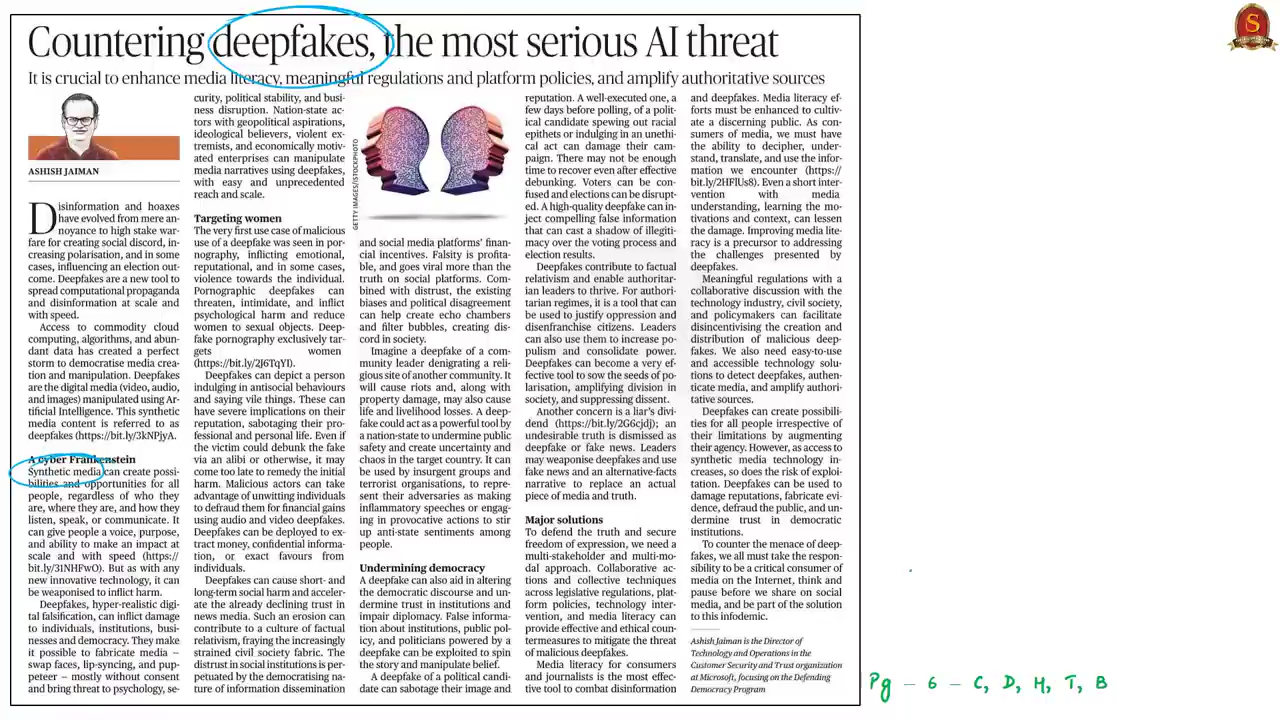 Countering deepfakes, the most serious AI threat
It is crucial to enhance media literacy, meaningful regulations and platform policies, and amplify authoritative sources
ASHISH JAIMAN
Disinformation and hoaxes
have evolved from mere an-
noyance to high stake war-
fare for creating social discord, in-
creasing polarisation, and in some
cases, influencing an election out-
come. Deepfakes are a new tool to
spread computational propaganda
and disinformation at scale and
with speed.
Access to commodity cloud
computing, algorithms, and abun-
dant data has created a perfect
storm to democratise media crea-
tion and manipulation. Deepfakes
are the digital media (video, audio,
and images) manipulated using Ar-
tificial Intelligence. This synthetic
media content is referred to as
deepfakes (https://bit.ly/3kNPjyA.
A cyber Frankenstein
Synthetic media can create possi-
bilities and opportunities for all
people, regardless of who they
are, where they are, and how they
listen, speak, or communicate. It
can give people a voice, purpose,
and ability to make an impact at
scale and with speed (https://
bit.ly/31NHFwO). But as with any
new innovative technology, it can
be weaponised to inflict harm.
Deepfakes, hyper-realistic digi-
tal falsification, can inflict damage
to individuals, institutions, busi-
nesses and democracy. They make
it possible to fabricate media —
swap faces, lip-syncing, and pup-
peteer — mostly without consent
and bring threat to psychology, se-
curity, political stability, and busi-
ness disruption. Nation-state ac-
tors with geopolitical aspirations,
ideological believers, violent ex-
tremists, and economically motiv-
ated enterprises can manipulate
media narratives using deepfakes,
with easy and unprecedented
reach and scale.
Targeting women
The very first use case of malicious
use of a deepfake was seen in por-
nography, inflicting emotional,
reputational, and in some cases,
violence towards the individual.
Pornographic deepfakes can
threaten, intimidate, and inflict
psychological harm and reduce
women to sexual objects. Deep-
fake pornography exclusively tar-
gets women
(https://bit.ly/2J6TqYI).
Deepfakes can depict a person
indulging in antisocial behaviours
and saying vile things. These can
have severe implications on their
reputation, sabotaging their pro-
fessional and personal life. Even if
the victim could debunk the fake
via an alibi or otherwise, it may
come too late to remedy the initial
harm. Malicious actors can take
advantage of unwitting individuals
to defraud them for financial gains
using audio and video deepfakes.
Deepfakes can be deployed to ex-
tract money, confidential informa-
tion, or exact favours from
individuals.
Deepfakes can cause short- and
long-term social harm and acceler-
ate the already declining trust in
news media. Such an erosion can
contribute to a culture of factual
relativism, fraying the increasingly
strained civil society fabric. The
distrust in social institutions is per-
petuated by the democratising na-
ture of information dissemination
GETTY IMAGES/ISTOCKPHOTO
and social media platforms' finan-
cial incentives. Falsity is profita-
ble, and goes viral more than the
truth on social platforms. Com-
bined with distrust, the existing
biases and political disagreement
can help create echo chambers
and filter bubbles, creating dis-
cord in society.
Imagine a deepfake of a com-
munity leader denigrating a reli-
gious site of another community. It
will cause riots and, along with
property damage, may also cause
life and livelihood losses. A deep-
fake could act as a powerful tool by
a nation-state to undermine public
safety and create uncertainty and
chaos in the target country. It can
be used by insurgent groups and
terrorist organisations, to repre-
sent their adversaries as making
inflammatory speeches or engag-
ing in provocative actions to stir
up anti-state sentiments among
people.
Undermining democracy
A deepfake can also aid in altering
the democratic discourse and un-
dermine trust in institutions and
impair diplomacy. False informa-
tion about institutions, public pol-
icy, and politicians powered by a
deepfake can be exploited to spin
the story and manipulate belief.
A deepfake of a political candi-
date can sabotage their image and
reputation. A well-executed one, a
few days before polling, of a polit-
ical candidate spewing out racial
epithets or indulging in an unethi-
cal act can damage their cam-
paign. There may not be enough
time to recover even after effective
debunking. Voters can be con-
fused and elections can be disrupt-
ed. A high-quality deepfake can in-
ject compelling false information
that can cast a shadow of illegiti-
macy over the voting process and
election results.
Deepfakes contribute to factual
relativism and enable authoritar-
ian leaders to thrive. For authori-
tarian regimes, it is a tool that can
be used to justify oppression and
disenfranchise citizens. Leaders
can also use them to increase po-
pulism and consolidate power.
Deepfakes can become a very ef-
fective tool to sow the seeds of po-
larisation, amplifying division in
society, and suppressing dissent.
Another concern is a liar's divi-
dend (https://bit.ly/2G6cjdj); an
undesirable truth is dismissed as
deepfake or fake news. Leaders
may weaponise deepfakes and use
fake news and an alternative-facts
narrative to replace an actual
piece of media and truth.
Major solutions
To defend the truth and secure
freedom of expression, we need a
multi-stakeholder and multi-mo-
dal approach. Collaborative ac-
tions and collective techniques
across legislative regulations, plat-
form policies, technology inter-
vention, and media literacy can
provide effective and ethical coun-
termeasures to mitigate the threat
of malicious deepfakes.
Media literacy for consumers
and journalists is the most effec-
tive tool to combat disinformation
and deepfakes. Media literacy ef-
forts must be enhanced to cultiv-
ate a discerning public. As con-
sumers of media, we must have
the ability to decipher, under-
stand, translate, and use the infor-
mation we encounter (https://
bit.ly/2HFlUs8). Even a short inter-
vention with media
understanding, learning the mo-
tivations and context, can lessen
the damage. Improving media lite-
racy is a precursor to addressing
the challenges presented by
deepfakes.
Meaningful regulations with a
collaborative discussion with the
technology industry, civil society,
and policymakers can facilitate
disincentivising the creation and
distribution of malicious deep-
fakes. We also need easy-to-use
and accessible technology solu-
tions to detect deepfakes, authen-
ticate media, and amplify authori-
tative sources.
Deepfakes can create possibili-
ties for all people irrespective of
their limitations by augmenting
their agency. However, as access to
synthetic media technology in-
creases, so does the risk of exploi-
tation. Deepfakes can be used to
damage reputations, fabricate evi-
dence, defraud the public, and un-
dermine trust in democratic
institutions.
To counter the menace of deep-
fakes, we all must take the respon-
sibility to be a critical consumer of
media on the Internet, think and
pause before we share on social
media, and be part of the solution
to this infodemic.
Ashish Jaiman is the Director of
Technology and Operations in the
Customer Security and Trust organization
at Microsoft, focusing on the Defending
Democracy Program
S
Pg - 6 - C, D, H, T, B